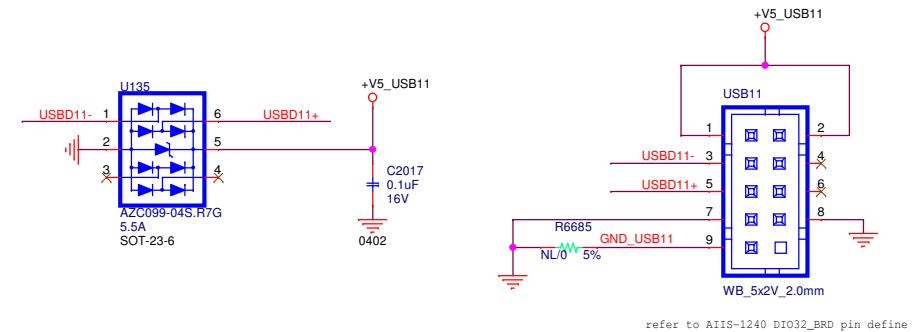 +V5_USB11
U135
+V5_USB11
USB11
USBD11- 1
6 USBD11+
1
2
2
5
USBD11- 3
4
3
4
C2017
0.1uF
16V
USBD11+ 5
6
AZC099-04S.R7G
5.5A
SOT-23-6
0402
7
8
R6685
GND_USB11 9
NL/0 5%
WB_5x2V_2.0mm
refer to AIIS-1240 DIO32_BRD pin define